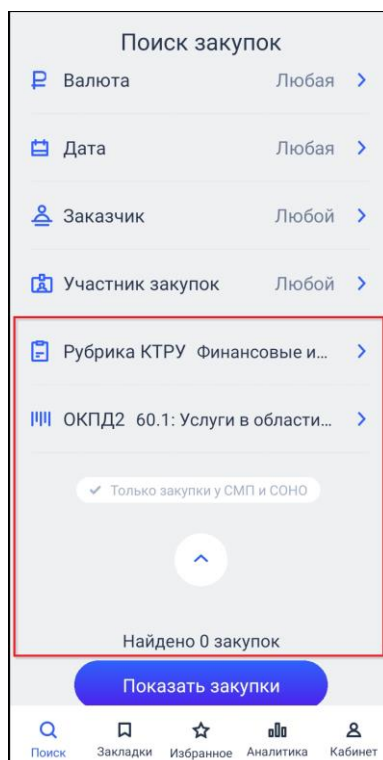 Поиск закупок
Валюта Любая
Дата Любая
Заказчик Любой
Участник закупок Любой
Рубрика КТРУ Финансовые и...
ОКПД2 60.1: Услуги в области...
Только закупки у СМП и СОНО
Найдено 0 закупок
Показать закупки
Поиск Закладки Избранное Аналитика Кабинет